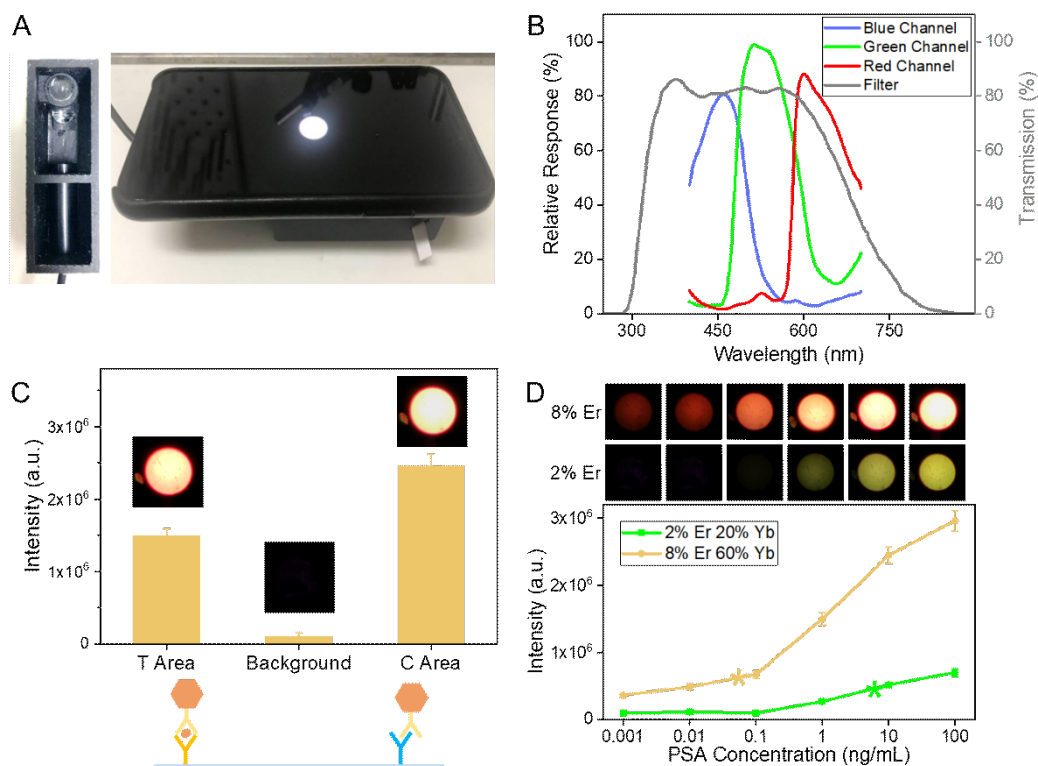 A
B
100
80
60
40
20
0
Relative Response (%)
Blue Channel
Green Channel
Red Channel
Filter
100
80
60
40
20
0
Transmission (%)
300 450 600 750
Wavelength (nm)
C
3x10⁶
2x10⁶
1x10⁶
0
Intensity (a.u.)
T Area Background C Area
D
8% Er
2% Er
3x10⁶
2x10⁶
1x10⁶
0
Intensity (a.u.)
2% Er 20% Yb
8% Er 60% Yb
0.001 0.01 0.1 1 10 100
PSA Concentration (ng/mL)